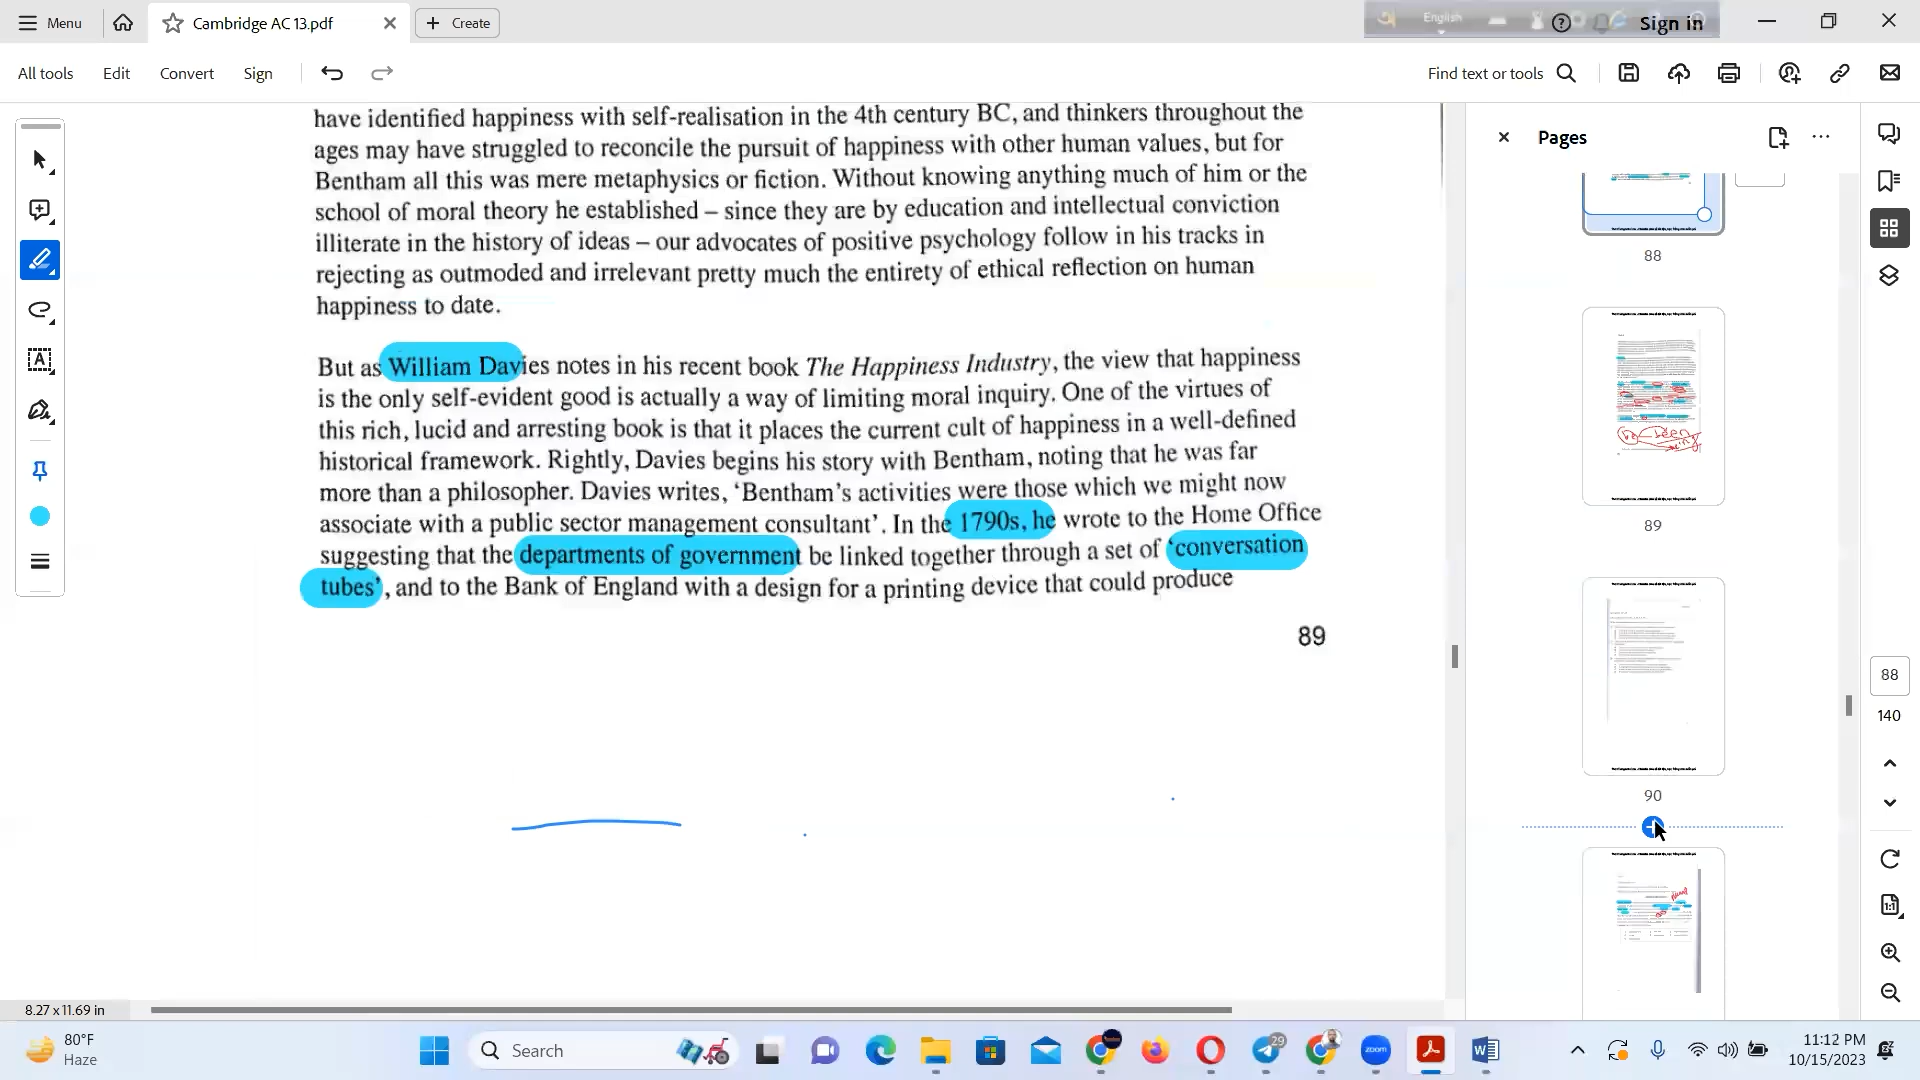 Menu
Cambridge AC 13.pdf
Create
English
Sign in
All tools
Edit
Convert
Sign
Find text or tools
have identified happiness with self-realisation in the 4th century BC, and thinkers throughout the
ages may have struggled to reconcile the pursuit of happiness with other human values, but for
Bentham all this was mere metaphysics or fiction. Without knowing anything much of him or the
school of moral theory he established – since they are by education and intellectual conviction
illiterate in the history of ideas – our advocates of positive psychology follow in his tracks in
rejecting as outmoded and irrelevant pretty much the entirety of ethical reflection on human
happiness to date.
But as William Davies notes in his recent book The Happiness Industry, the view that happiness
is the only self-evident good is actually a way of limiting moral inquiry. One of the virtues of
this rich, lucid and arresting book is that it places the current cult of happiness in a well-defined
historical framework. Rightly, Davies begins his story with Bentham, noting that he was far
more than a philosopher. Davies writes, ‘Bentham’s activities were those which we might now
associate with a public sector management consultant’. In the 1790s, he wrote to the Home Office
suggesting that the departments of government be linked together through a set of ‘conversation
tubes’, and to the Bank of England with a design for a printing device that could produce
89
Pages
88
89
90
88
140
8.27 x 11.69 in
80°F
Haze
Search
29
zoom
11:12 PM
10/15/2023